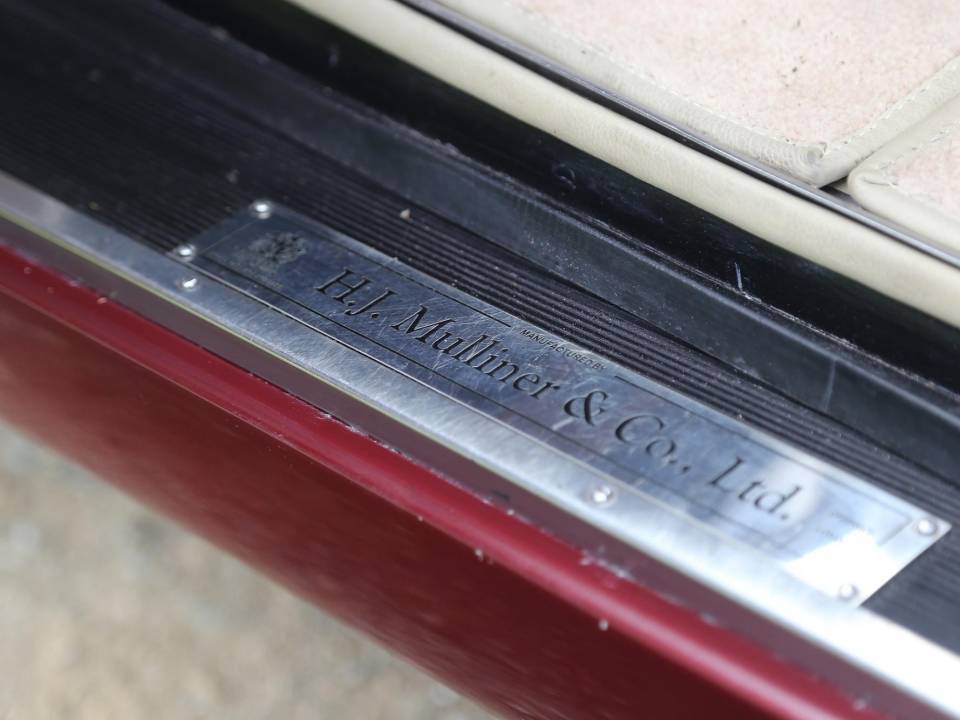 MANUFACTURED BY
H.J. Mulliner & Co., Ltd.